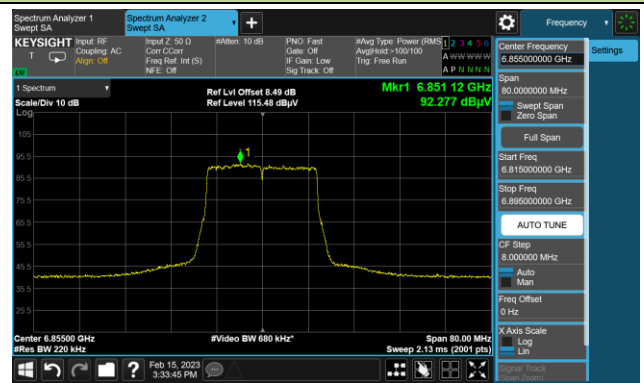 Spectrum Analyzer 1
Swept SA
Spectrum Analyzer 2
Swept SA
Frequency
KEYSIGHT
T
LU
Input: RF
Coupling: AC
Align: Off
Input Z: 50 Ω
Corr CCorr
Freq Ref: Int (S)
NFE: Off
#Atten: 10 dB
PNO: Fast
Gate: Off
IF Gain: Low
Sig Track: Off
#Avg Type: Power (RMS
Avg|Hold:>100/100
Trig: Free Run
1 2 3 4 5 6
A W W W W W
A P N N N N
1 Spectrum
Scale/Div 10 dB
Log
Ref Lvl Offset 8.49 dB
Ref Level 115.48 dBµV
Mkr1 6.851 12 GHz
92.277 dBµV
105
95.5
85.5
75.5
65.5
55.5
45.5
35.5
25.5
1
Center 6.85500 GHz
#Res BW 220 kHz
#Video BW 680 kHz*
Span 80.00 MHz
Sweep 2.13 ms (2001 pts)
Feb 15, 2023
3:33:45 PM
Center Frequency
6.855000000 GHz
Settings
Span
80.0000000 MHz
Swept Span
Zero Span
Full Span
Start Freq
6.815000000 GHz
Stop Freq
6.895000000 GHz
AUTO TUNE
CF Step
8.000000 MHz
Auto
Man
Freq Offset
0 Hz
X Axis Scale
Log
Lin
Signal Track
(Span Zoom)